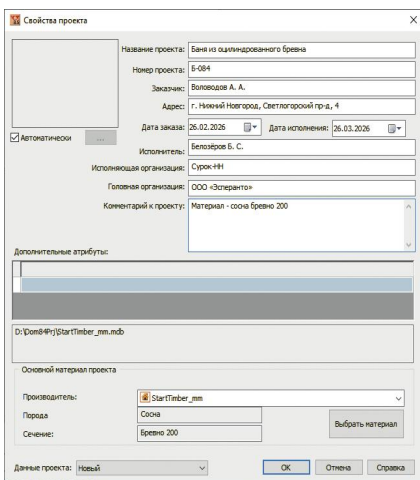 Свойства проекта
Название проекта: Баня из оцилиндрованного бревна
Номер проекта: Б-084
Заказчик: Воловодов А. А.
Адрес: г. Нижний Новгород, Светлогорский пр-д, 4
Дата заказа: 26.02.2026 Дата исполнения: 26.03.2026
Автоматически ...
Исполнитель: Белозёров Б. С.
Исполняющая организация: Сурок-НН
Головная организация: ООО «Эсперанто»
Комментарий к проекту: Материал - сосна бревно 200
Дополнительные атрибуты:
D:\Dom84Prj\StartTimber_mm.mdb
Основной материал проекта
Производитель: StartTimber_mm
Порода Сосна
Выбрать материал
Сечение: Бревно 200
Данные проекта: Новый OK Отмена Справка